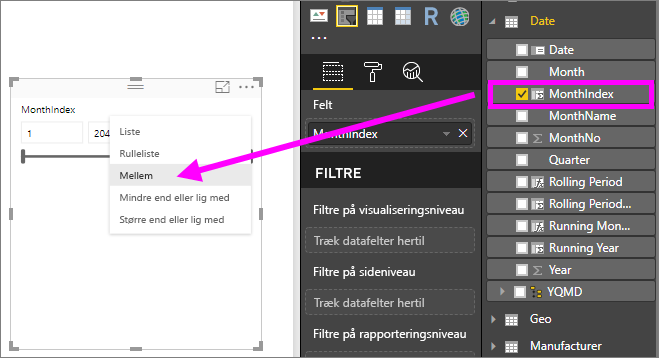 MonthIndex
1
204
Liste
Rulleliste
Mellem
Mindre end eller lig med
Større end eller lig med
R
Felt
MonthIndex
FILTRE
Filtre på visualiseringsniveau
Træk datafelter hertil
Filtre på sideniveau
Træk datafelter hertil
Filtre på rapporteringsniveau
Date
Date
Month
MonthIndex
MonthName
MonthNo
Quarter
Rolling Period
Rolling Period...
Running Mon...
Running Year
Year
YQMD
Geo
Manufacturer